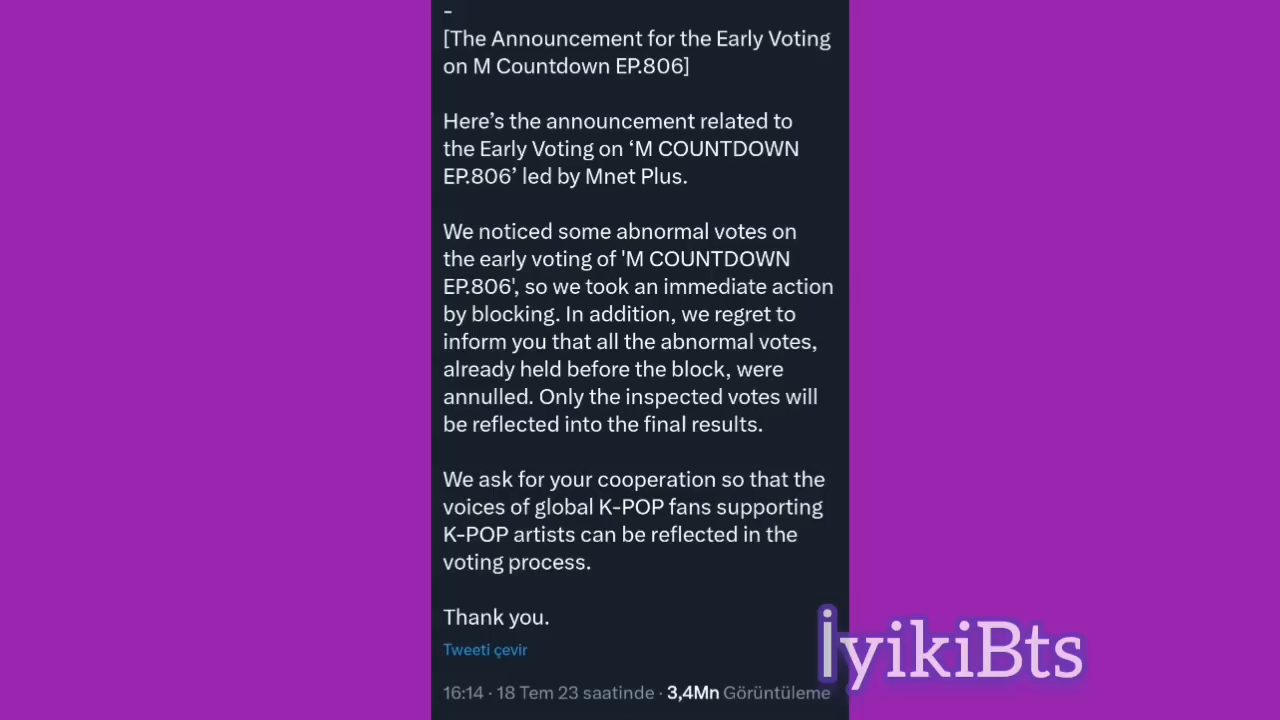 -
[The Announcement for the Early Voting
on M Countdown EP.806]
Here’s the announcement related to
the Early Voting on ‘M COUNTDOWN
EP.806’ led by Mnet Plus.
We noticed some abnormal votes on
the early voting of 'M COUNTDOWN
EP.806', so we took an immediate action
by blocking. In addition, we regret to
inform you that all the abnormal votes,
already held before the block, were
annulled. Only the inspected votes will
be reflected into the final results.
We ask for your cooperation so that the
voices of global K-POP fans supporting
K-POP artists can be reflected in the
voting process.
Thank you.
Tweeti çevir
16:14 · 18 Tem 23 saatinde · 3,4Mn Görüntüleme
İyikiBts